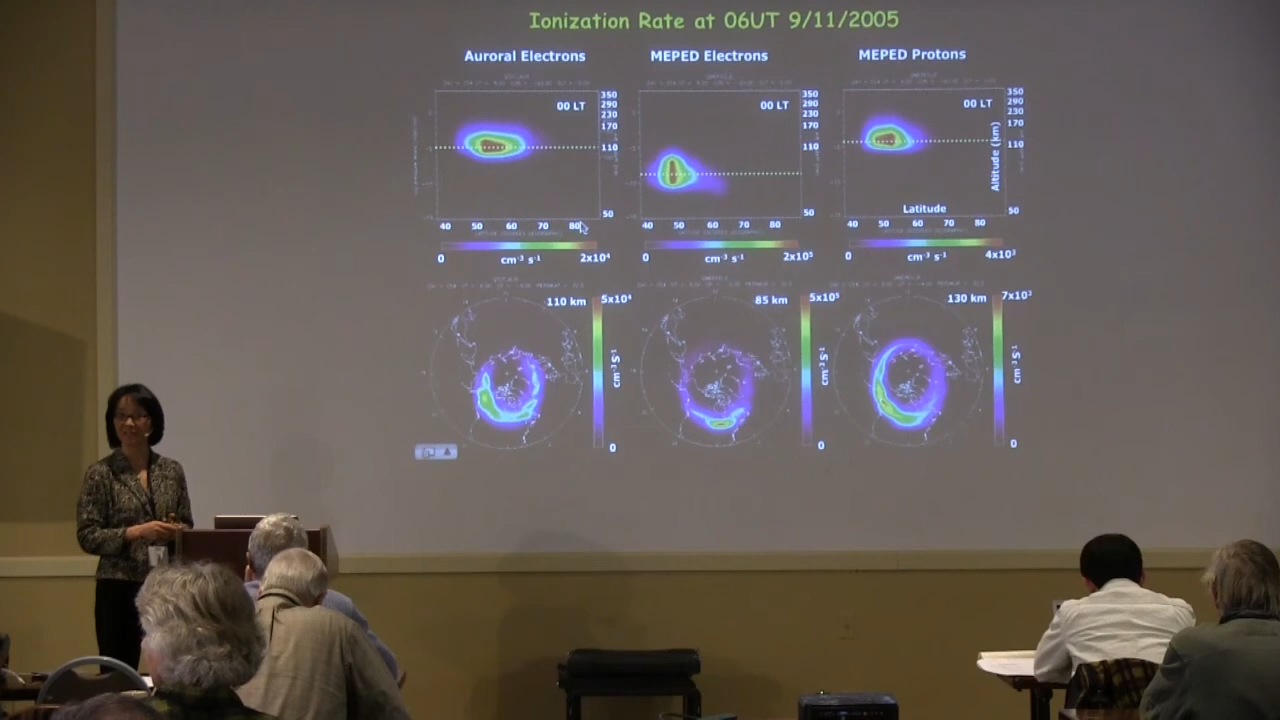 Ionization Rate at 06UT 9/11/2005
Auroral Electrons
MEPED Electrons
MEPED Protons
00 LT
350
290
230
170
110
50
40 50 60 70 80
0 cm⁻³ s⁻¹ 2x10⁴
00 LT
350
290
230
170
110
50
40 50 60 70 80
0 cm⁻³ s⁻¹ 2x10⁵
00 LT
350
290
230
170
110
50
Altitude (km)
Latitude
40 50 60 70 80
0 cm⁻³ s⁻¹ 4x10³
110 km
5x10⁴
cm⁻³ S⁻¹
0
85 km
5x10⁵
cm⁻³ S⁻¹
0
130 km
7x10³
cm⁻³ S⁻¹
0